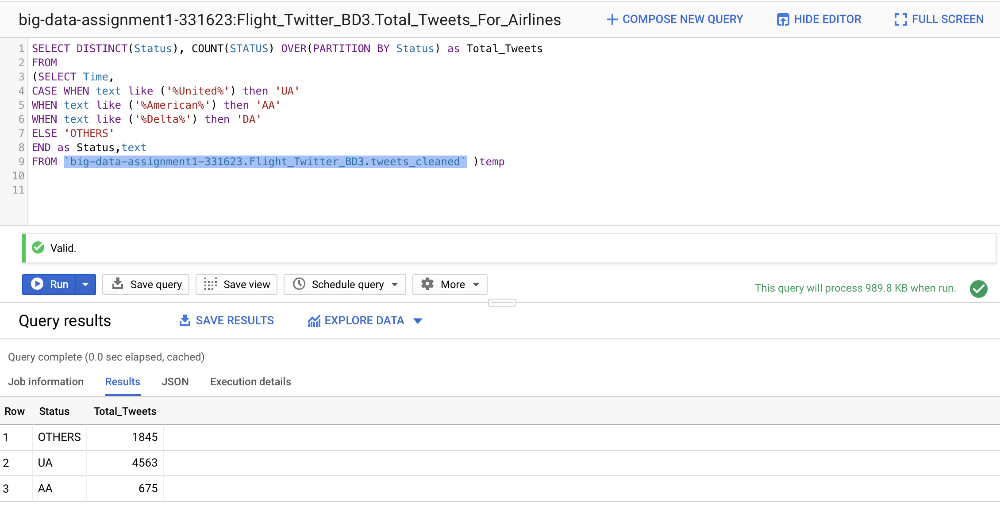 big-data-assignment1-331623:Flight_Twitter_BD3.Total_Tweets_For_Airlines
COMPOSE NEW QUERY
HIDE EDITOR
FULL SCREEN
1 SELECT DISTINCT(Status), COUNT(STATUS) OVER(PARTITION BY Status) as Total_Tweets
2 FROM
3 (SELECT Time,
4 CASE WHEN text like ('%United%') then 'UA'
5 WHEN text like ('%American%') then 'AA'
6 WHEN text like ('%Delta%') then 'DA'
7 ELSE 'OTHERS'
8 END as Status,text
9 FROM `big-data-assignment1-331623.Flight_Twitter_BD3.tweets_cleaned` )temp
10
11
Valid.
Run
Save query
Save view
Schedule query
More
This query will process 989.8 KB when run.
Query results
SAVE RESULTS
EXPLORE DATA
Query complete (0.0 sec elapsed, cached)
Job information Results JSON Execution details
Row Status Total_Tweets
1 OTHERS 1845
2 UA 4563
3 AA 675